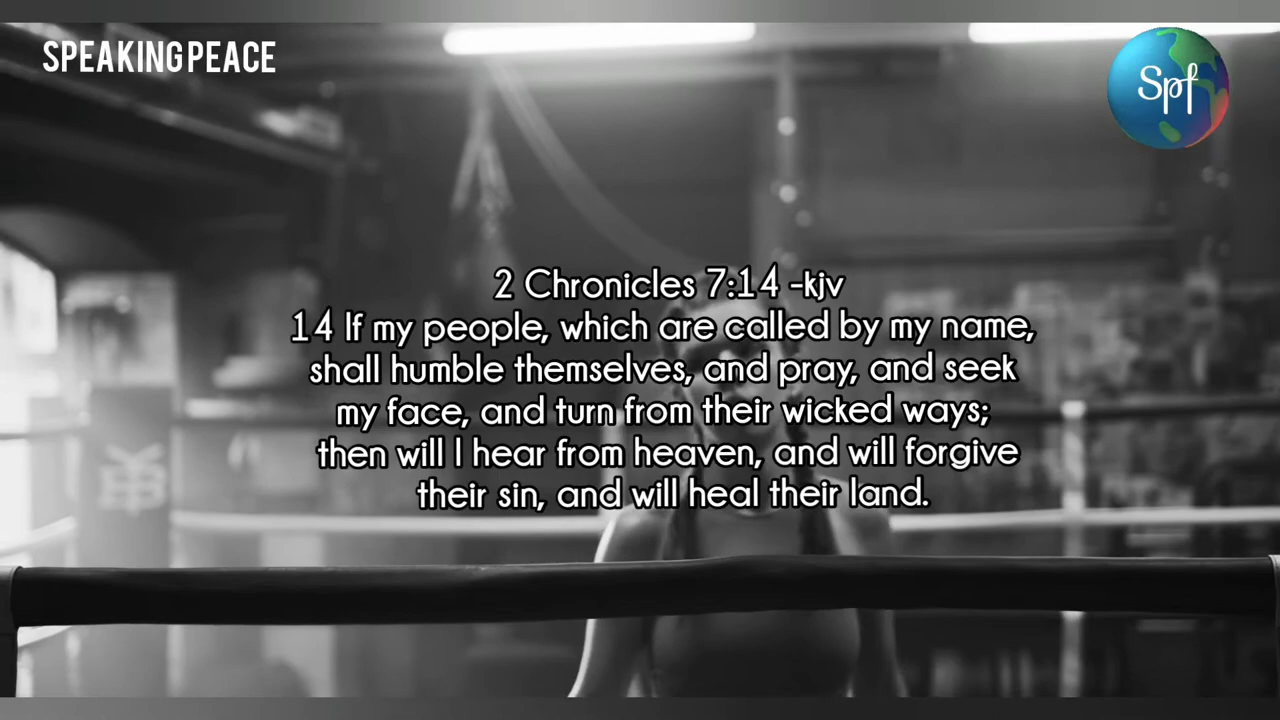 SPEAKING PEACE
Spf
2 Chronicles 7:14 -kjv
14 If my people, which are called by my name,
shall humble themselves, and pray, and seek
my face, and turn from their wicked ways;
then will I hear from heaven, and will forgive
their sin, and will heal their land.